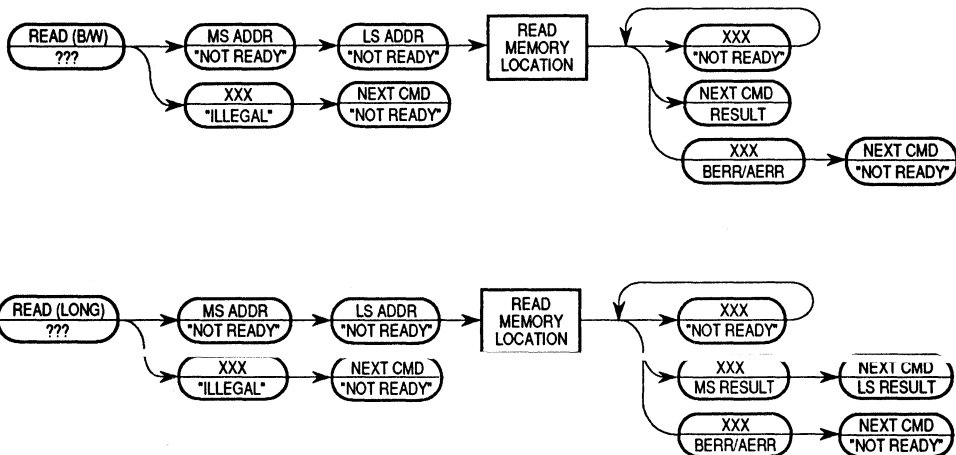 READ (B/W)
???
MS ADDR
"NOT READY"
LS ADDR
"NOT READY"
READ
MEMORY
LOCATION
XXX
"NOT READY"
XXX
"ILLEGAL"
NEXT CMD
"NOT READY"
NEXT CMD
RESULT
XXX
BERR/AERR
NEXT CMD
"NOT READY"
READ (LONG)
???
MS ADDR
"NOT READY"
LS ADDR
"NOT READY"
READ
MEMORY
LOCATION
XXX
"NOT READY"
XXX
"ILLEGAL"
NEXT CMD
"NOT READY"
XXX
MS RESULT
NEXT CMD
LS RESULT
XXX
BERR/AERR
NEXT CMD
"NOT READY"